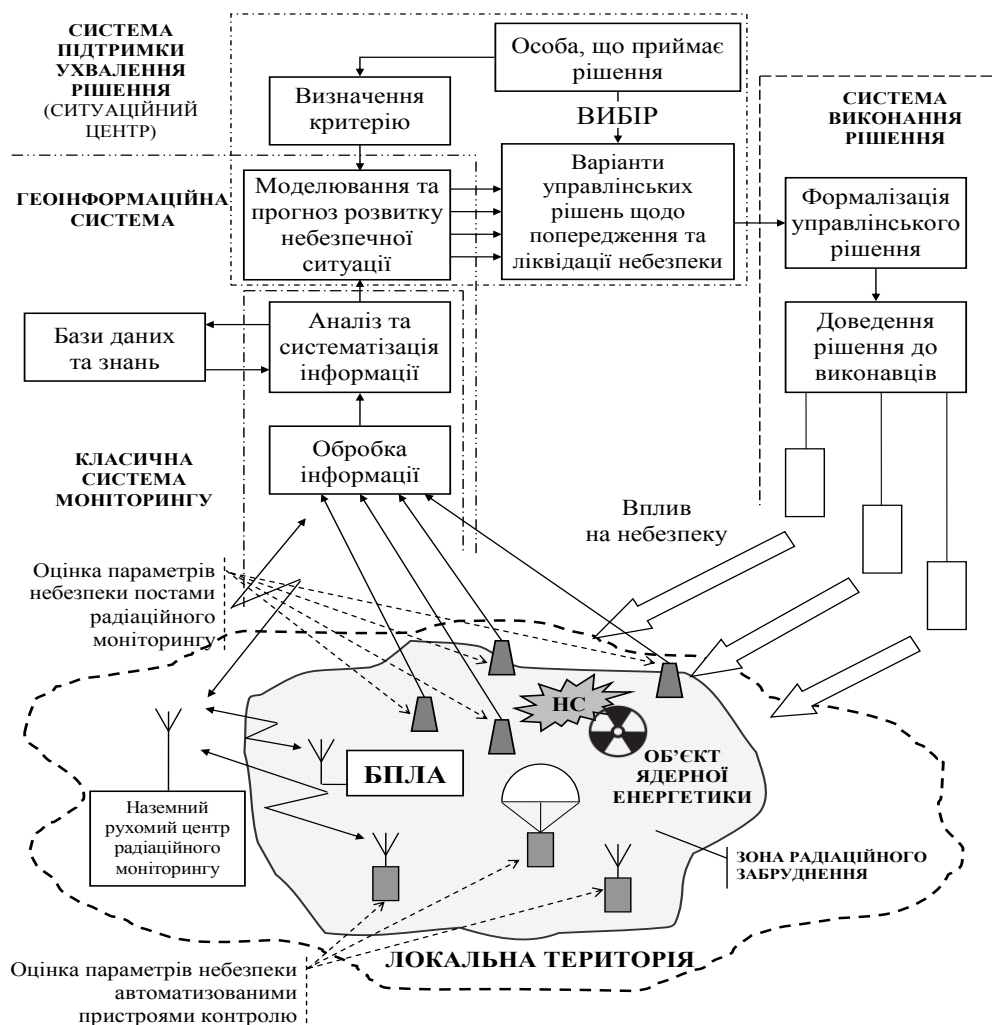 СИСТЕМА
ПІДТРИМКИ
УХВАЛЕННЯ
РІШЕННЯ
(СИТУАЦІЙНИЙ
ЦЕНТР)
Особа, що приймає
рішення
Визначення
критерію
ВИБІР
СИСТЕМА
ВИКОНАННЯ
РІШЕННЯ
ГЕОІНФОРМАЦІЙНА
СИСТЕМА
Моделювання та
прогноз розвитку
небезпечної
ситуації
Варіанти
управлінських
рішень щодо
попередження та
ліквідації небезпеки
Формалізація
управлінського
рішення
Бази даних
та знань
Аналіз та
систематізація
інформації
Доведення
рішення до
виконавців
КЛАСИЧНА
СИСТЕМА
МОНІТОРИНГУ
Обробка
інформації
Вплив
на небезпеку
Оцінка параметрів
небезпеки постами
радіаційного
моніторингу
НС
ОБ’ЄКТ
ЯДЕРНОЇ
ЕНЕРГЕТИКИ
БПЛА
Наземний
рухомий центр
радіаційного
моніторингу
ЗОНА РАДІАЦІЙНОГО
ЗАБРУДНЕННЯ
ЛОКАЛЬНА ТЕРИТОРІЯ
Оцінка параметрів небезпеки
автоматизованими
пристроями контролю